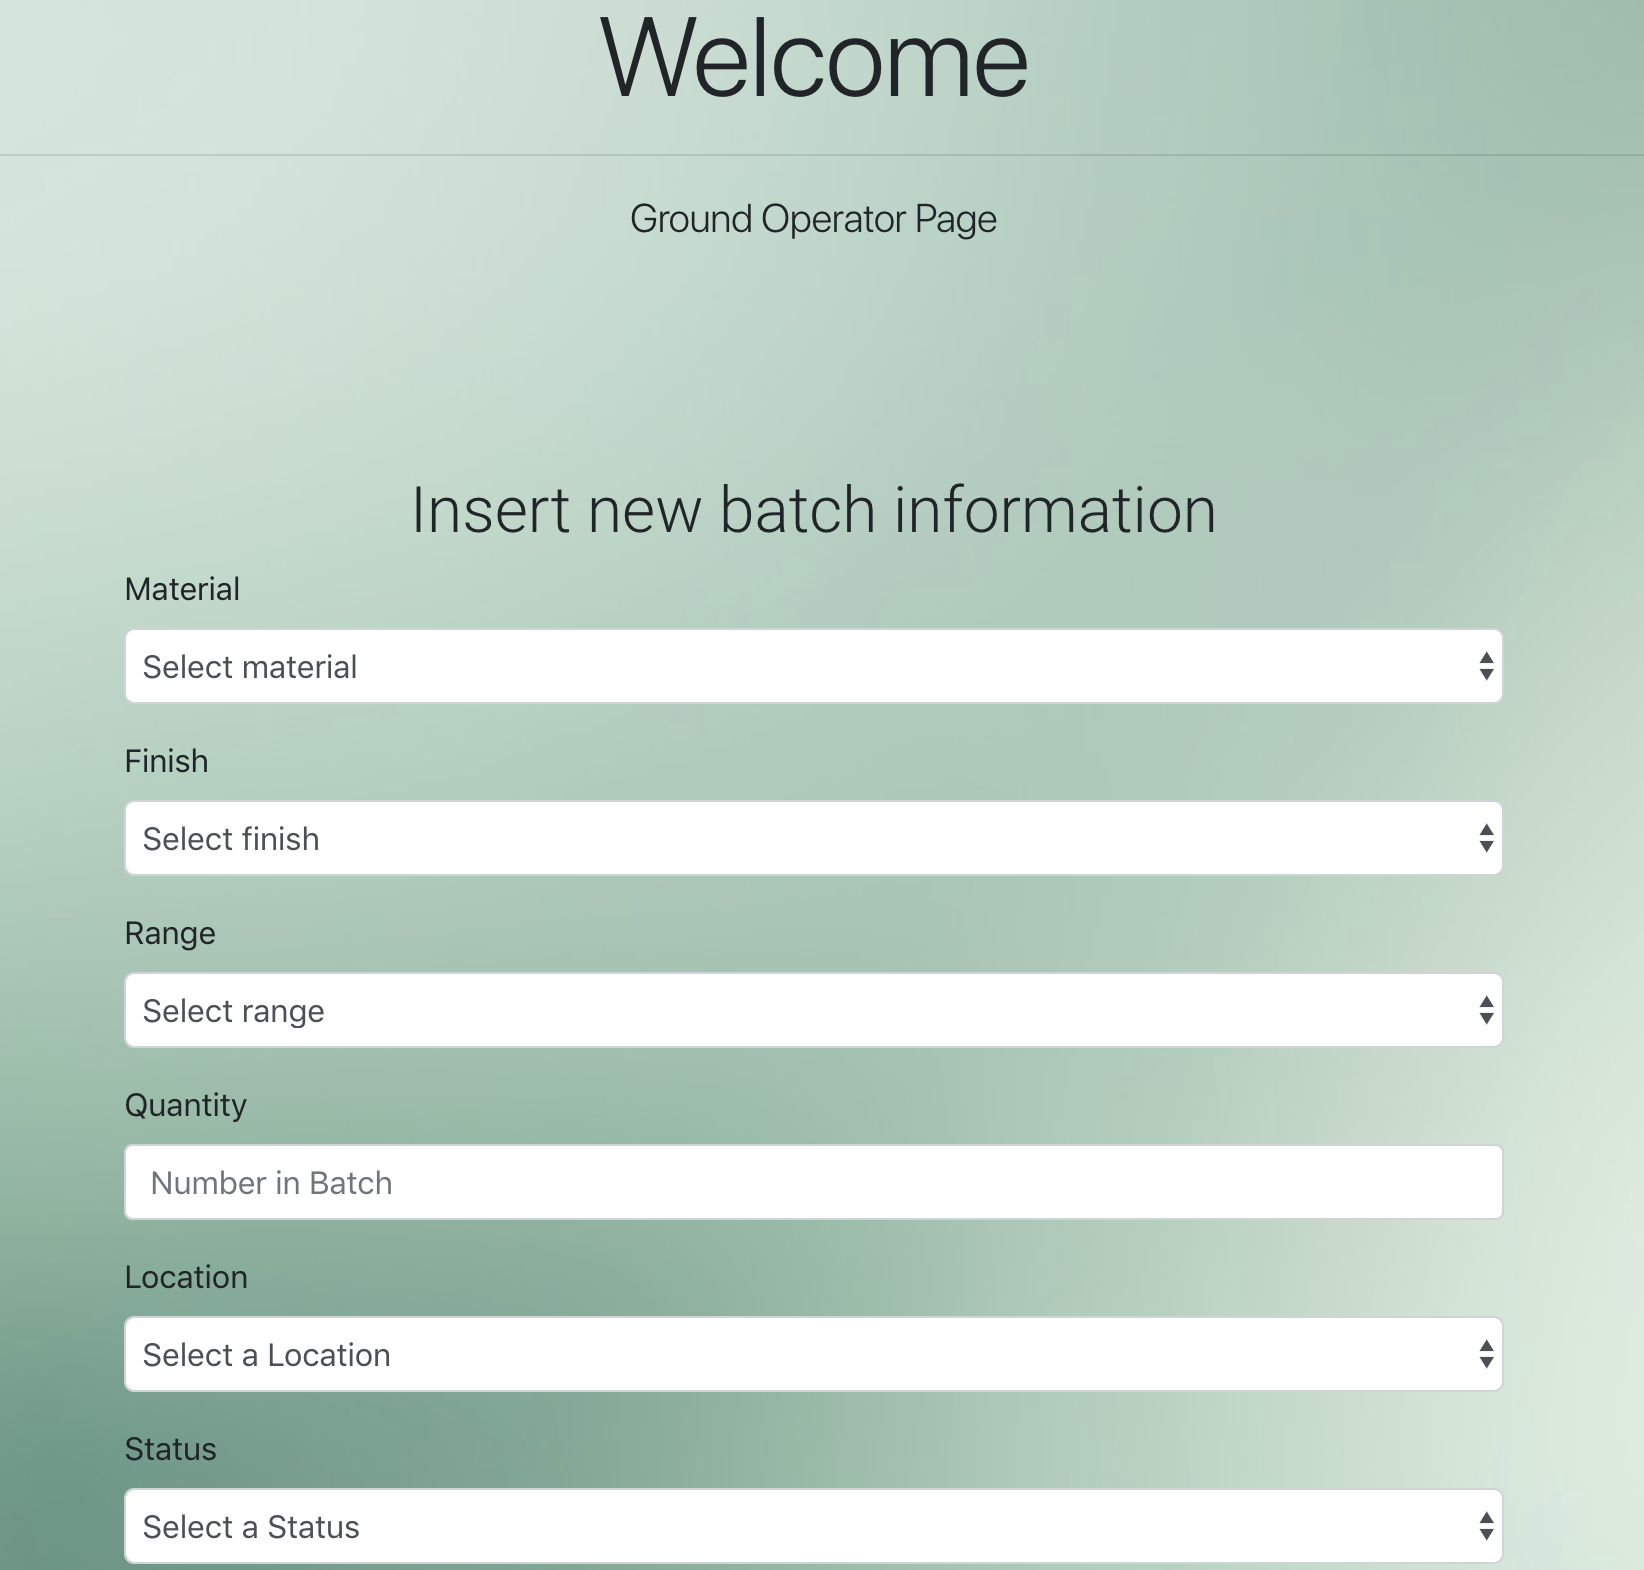 Welcome
Ground Operator Page
Insert new batch information
Material
Select material
Finish
Select finish
Range
Select range
Quantity
Number in Batch
Location
Select a Location
Status
Select a Status